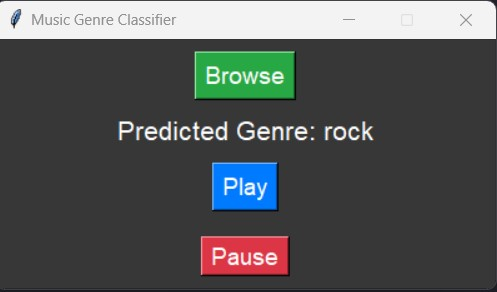 Music Genre Classifier
Browse
Predicted Genre: rock
Play
Pause